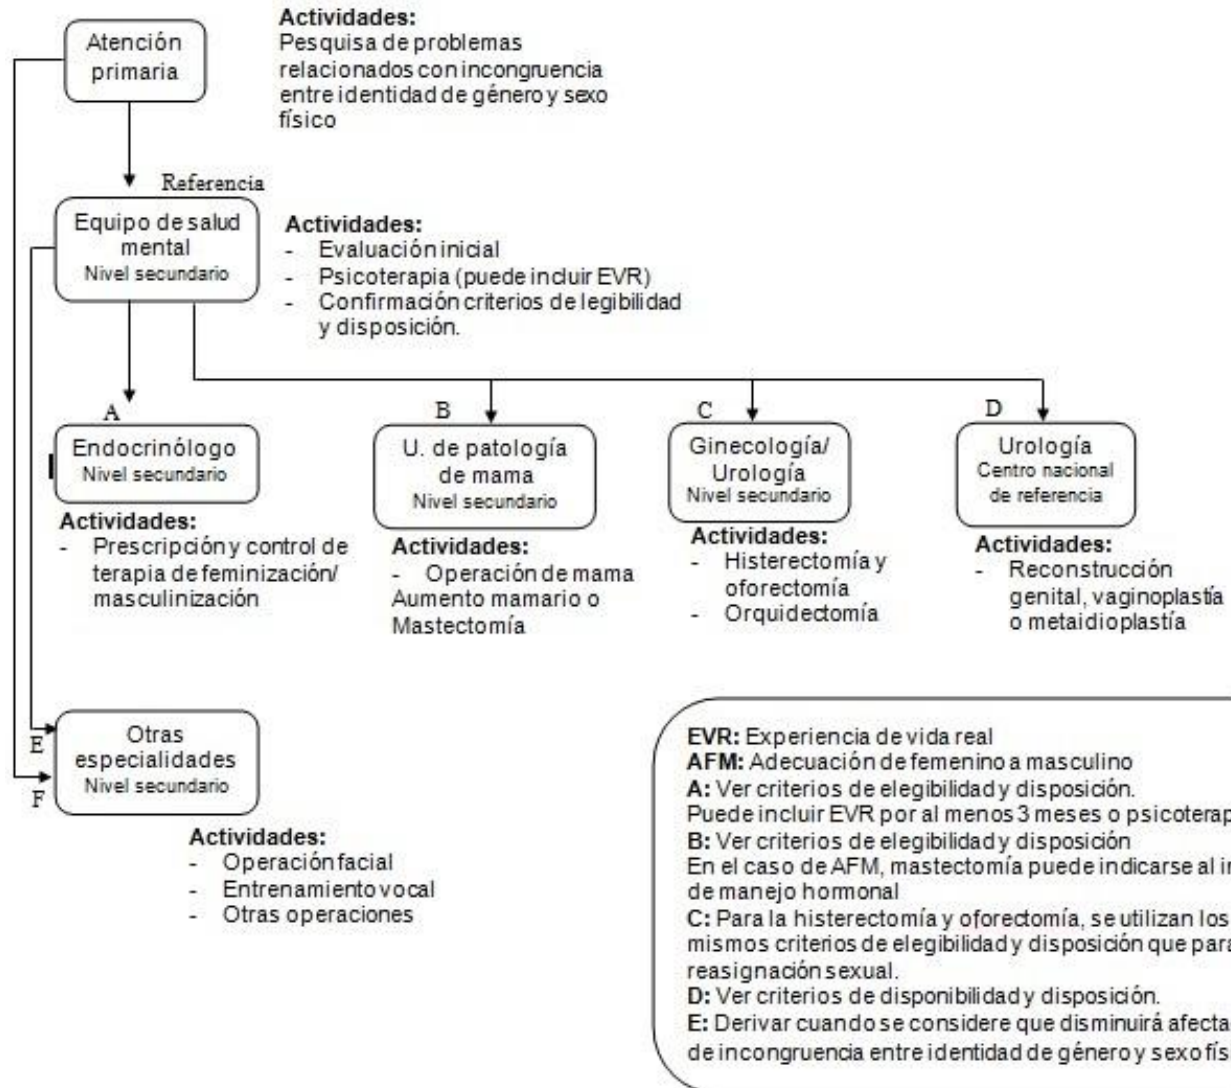 Atención
primaria
Actividades:
Pesquisa de problemas
relacionados con incongruencia
entre identidad de género y sexo
físico
Referencia
Equipo de salud
mental
Nivel secundario
Actividades:
- Evaluación inicial
- Psicoterapia (puede incluir EVR)
- Confirmación criterios de legibilidad
y disposición.
A
Endocrinólogo
Nivel secundario
Actividades:
- Prescripción y control de
terapia de feminización/
masculinización
B
U. de patología
de mama
Nivel secundario
Actividades:
- Operación de mama
Aumento mamario o
Mastectomía
C
Ginecología/
Urología
Nivel secundario
Actividades:
- Histerectomía y
oforectomía
- Orquidectomía
D
Urología
Centro nacional
de referencia
Actividades:
- Reconstrucción
genital, vaginoplastía
o metaidioplastía
E
F
Otras
especialidades
Nivel secundario
Actividades:
- Operación facial
- Entrenamiento vocal
- Otras operaciones
EVR: Experiencia de vida real
AFM: Adecuación de femenino a masculino
A: Ver criterios de elegibilidad y disposición.
Puede incluir EVR por al menos 3 meses o
B: Ver criterios de elegibilidad y disposición
En el caso de AFM, mastectomía puede indicarse al
de manejo hormonal
C: Para la histerectomía y oforectomía, se utilizan los
mismos criterios de elegibilidad y disposición que para
reasignación sexual.
D: Ver criterios de disponibilidad y disposición.
E: Derivar cuando se considere que disminuirá
de incongruencia entre identidad de género y sexo